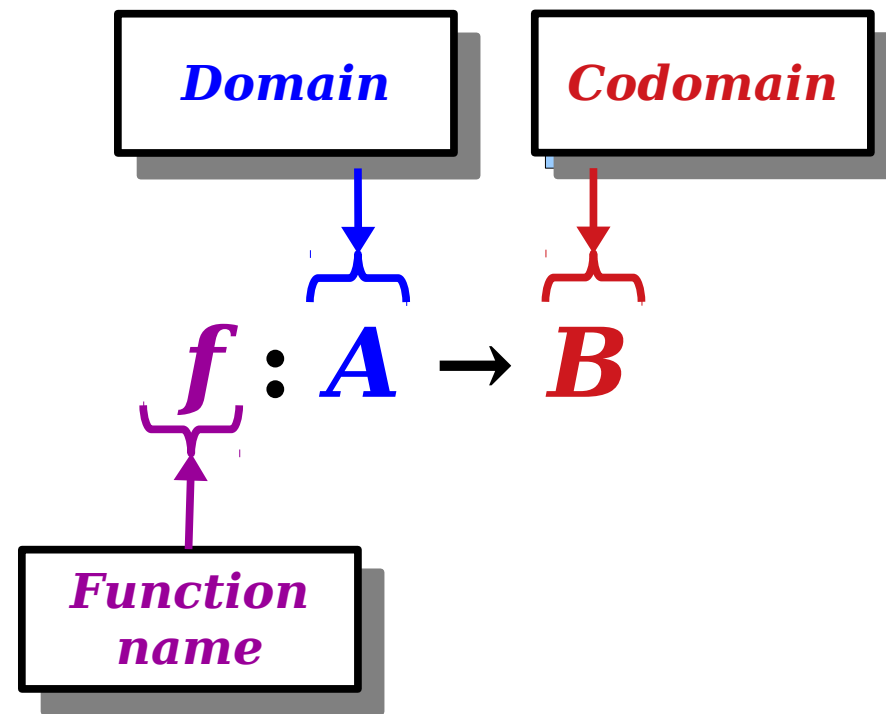 Domain
Codomain
f : A → B
Function
name